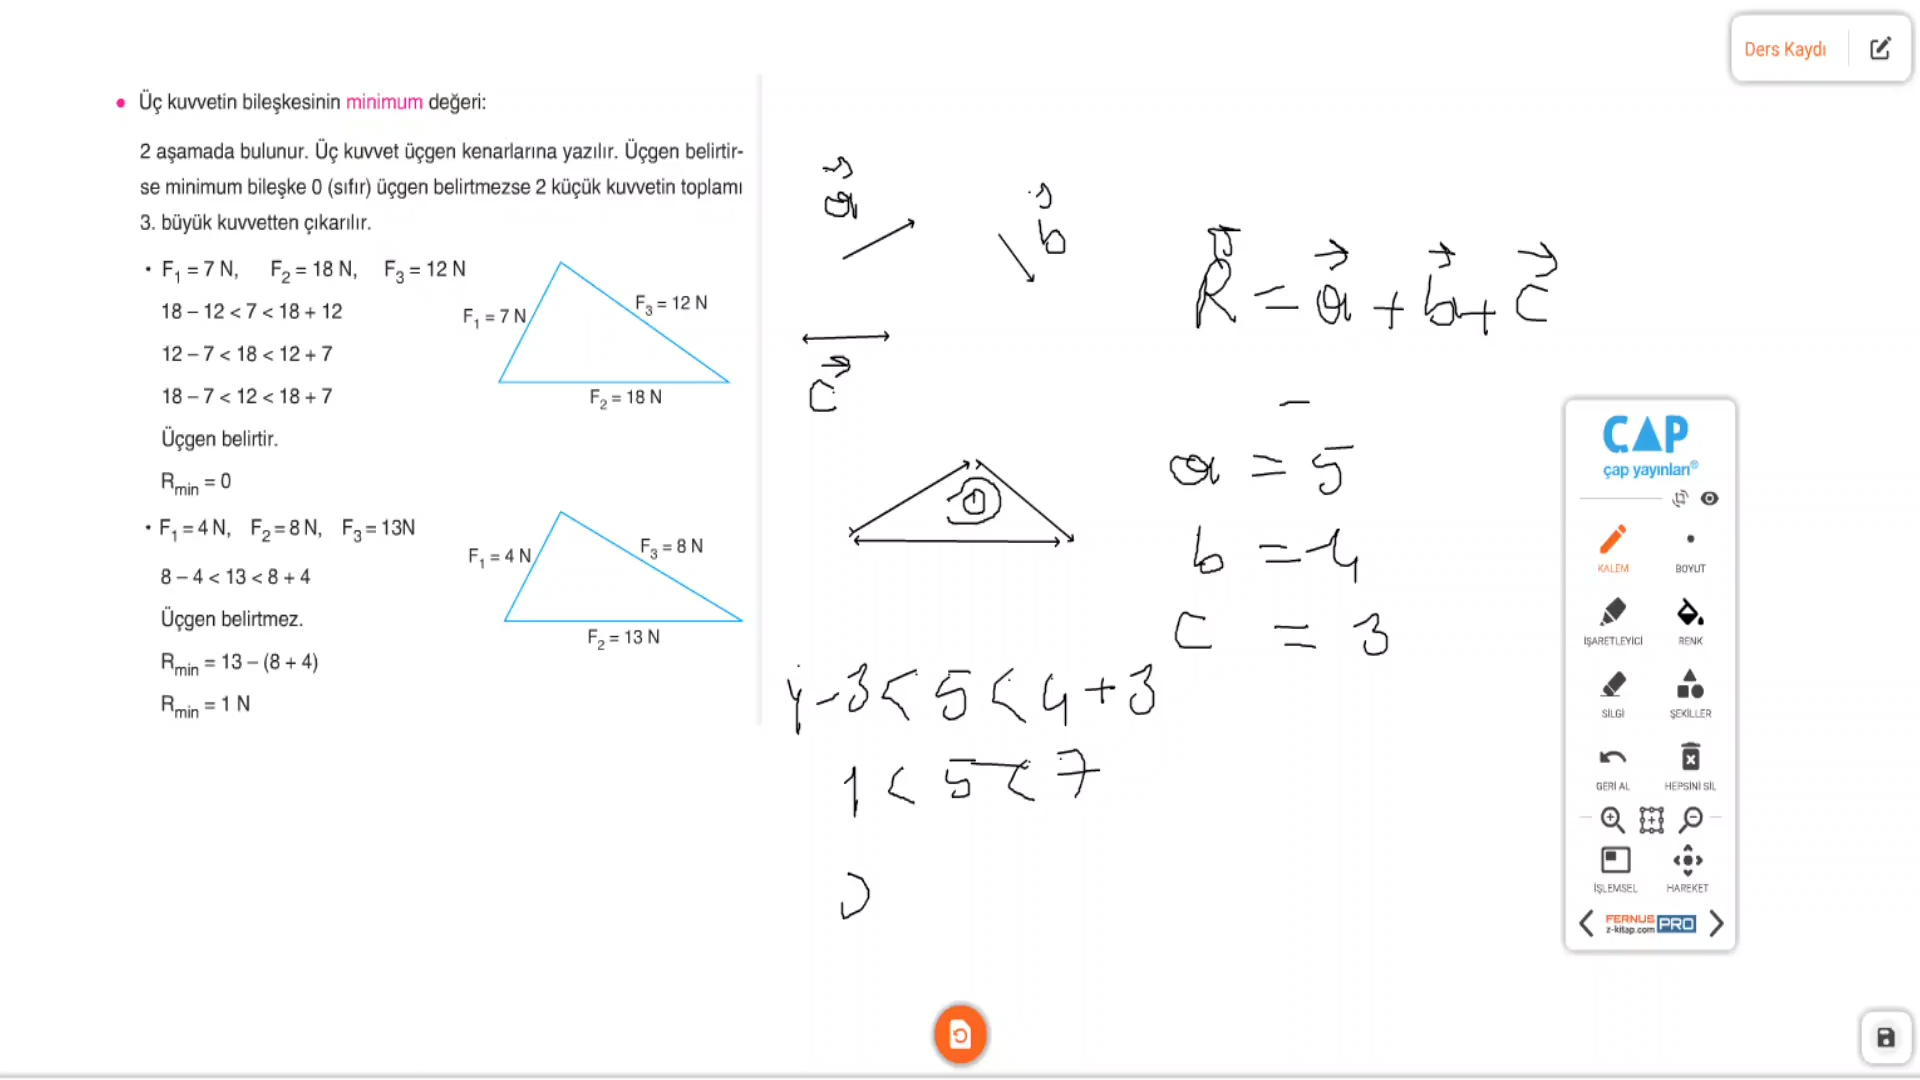 Ders Kaydı
• Üç kuvvetin bileşkesinin minimum değeri:
2 aşamada bulunur. Üç kuvvet üçgen kenarlarına yazılır. Üçgen belirtir-
se minimum bileşke 0 (sıfır) üçgen belirtmezse 2 küçük kuvvetin toplamı
3. büyük kuvvetten çıkarılır.
• F₁ = 7 N, F₂ = 18 N, F₃ = 12 N
18 – 12 < 7 < 18 + 12
12 – 7 < 18 < 12 + 7
18 – 7 < 12 < 18 + 7
Üçgen belirtir.
Rmin = 0
F₁ = 7 N
F₃ = 12 N
F₂ = 18 N
• F₁ = 4 N, F₂ = 8 N, F₃ = 13N
8 – 4 < 13 < 8 + 4
Üçgen belirtmez.
Rmin = 13 – (8 + 4)
Rmin = 1 N
F₁ = 4 N
F₃ = 8 N
F₂ = 13 N
a
b
c
R = a + b + c
a = 5
b = 4
c = 3
4 - 3 < 5 < 4 + 3
1 < 5 < 7
ÇAP
çap yayınları®
KALEM
BOYUT
İŞARETLEYİCİ
RENK
SİLGİ
ŞEKİLLER
GERİ AL
HEPSİNİ SİL
İŞLEMSEL
HAREKET
FERNUS
z-kitap.com
PRO